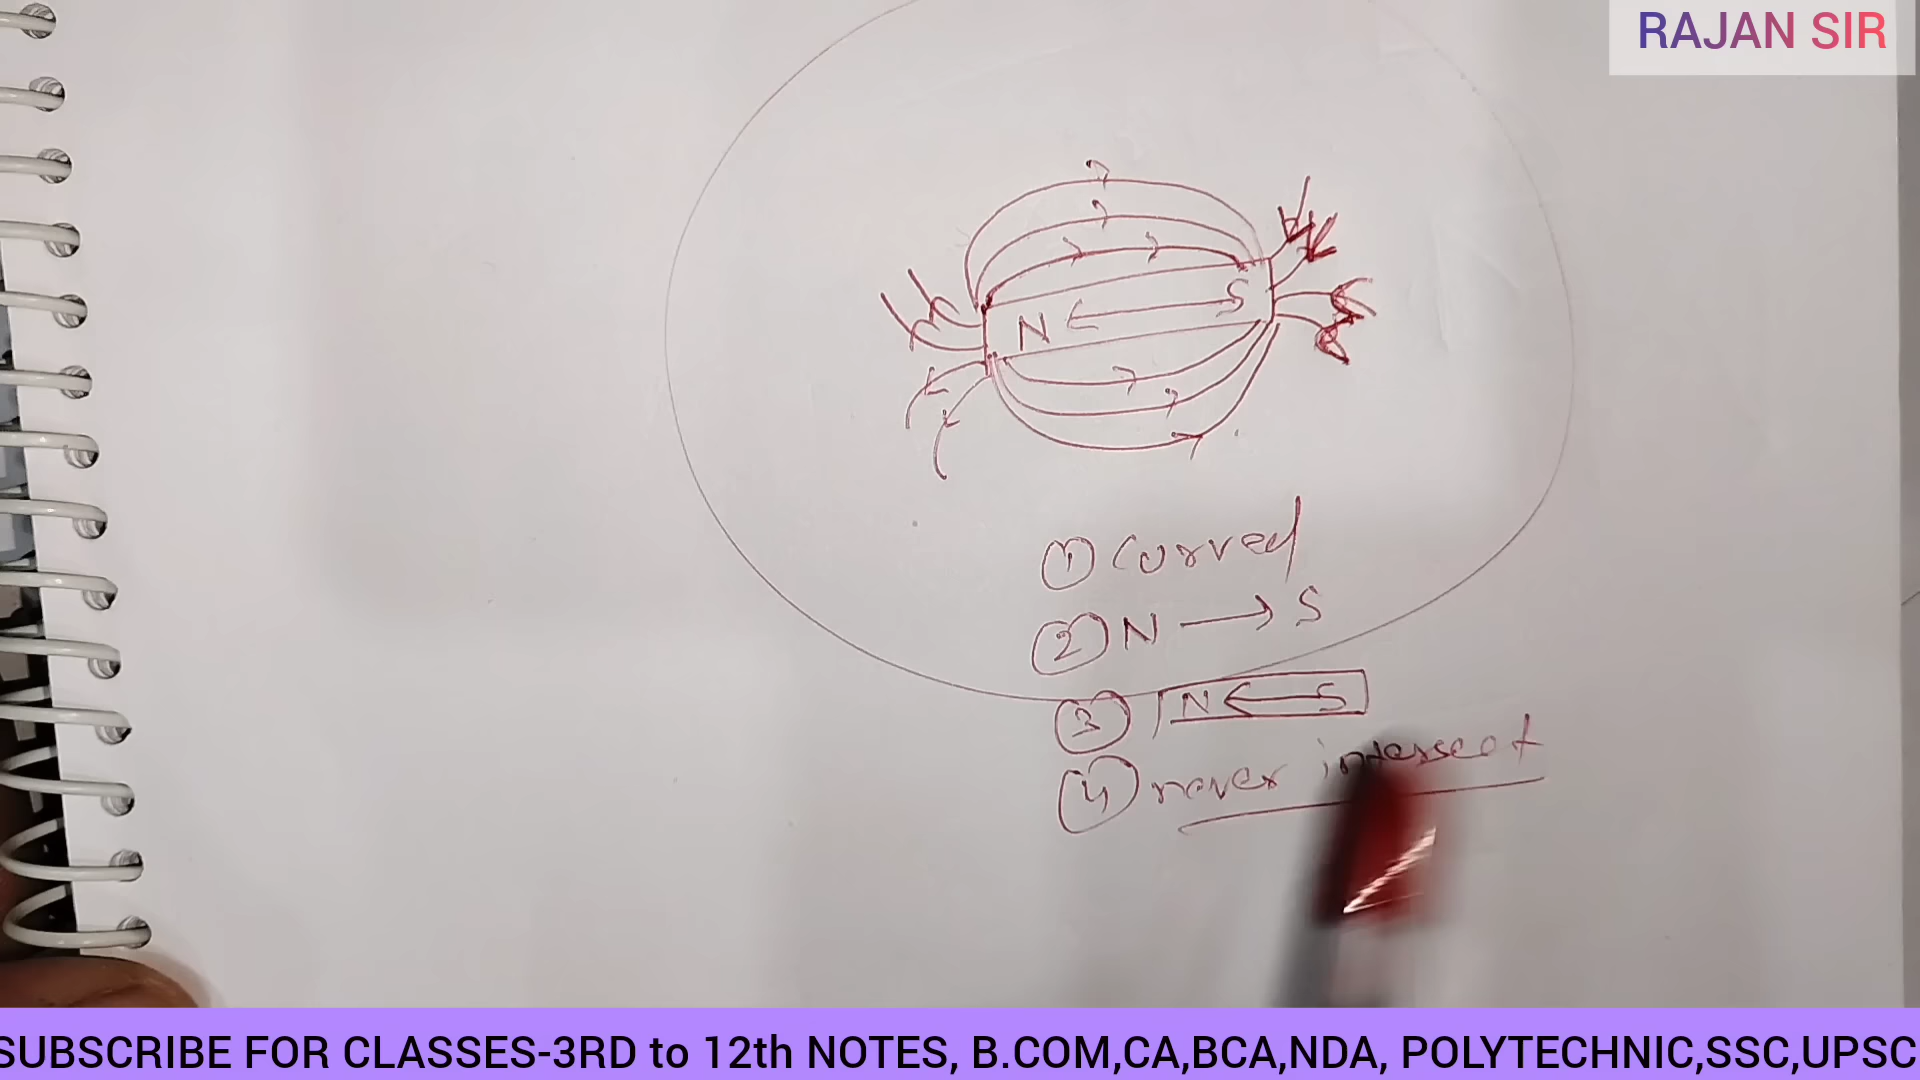 RAJAN SIR
N ← S
① Curved
② N → S
③ N ← S
④ never intersect
SUBSCRIBE FOR CLASSES-3RD to 12th NOTES, B.COM,CA,BCA,NDA, POLYTECHNIC,SSC,UPSC